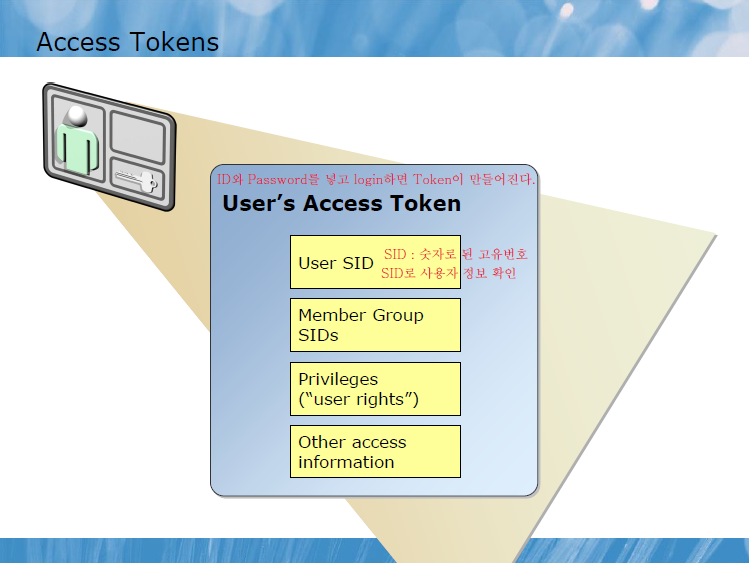 Access Tokens
ID와 Password를 넣고 login하면 Token이 만들어진다.
User's Access Token
User SID
SID : 숫자로 된 고유번호
SID로 사용자 정보 확인
Member Group
SIDs
Privileges
(“user rights”)
Other access
information